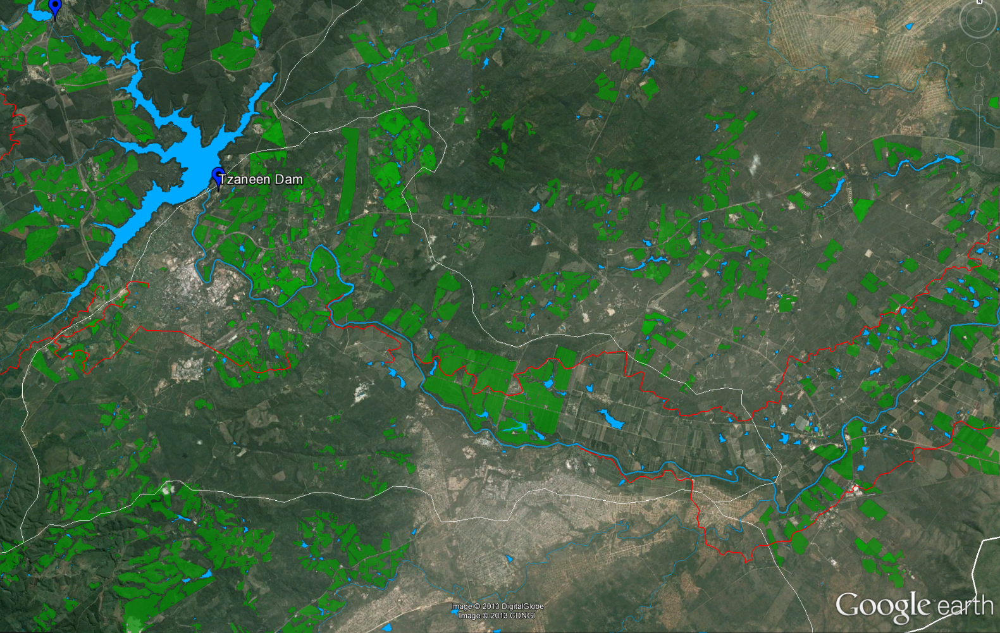 N
Tzaneen Dam
Image © 2013 DigitalGlobe
Image © 2013 CDNGI
Google earth